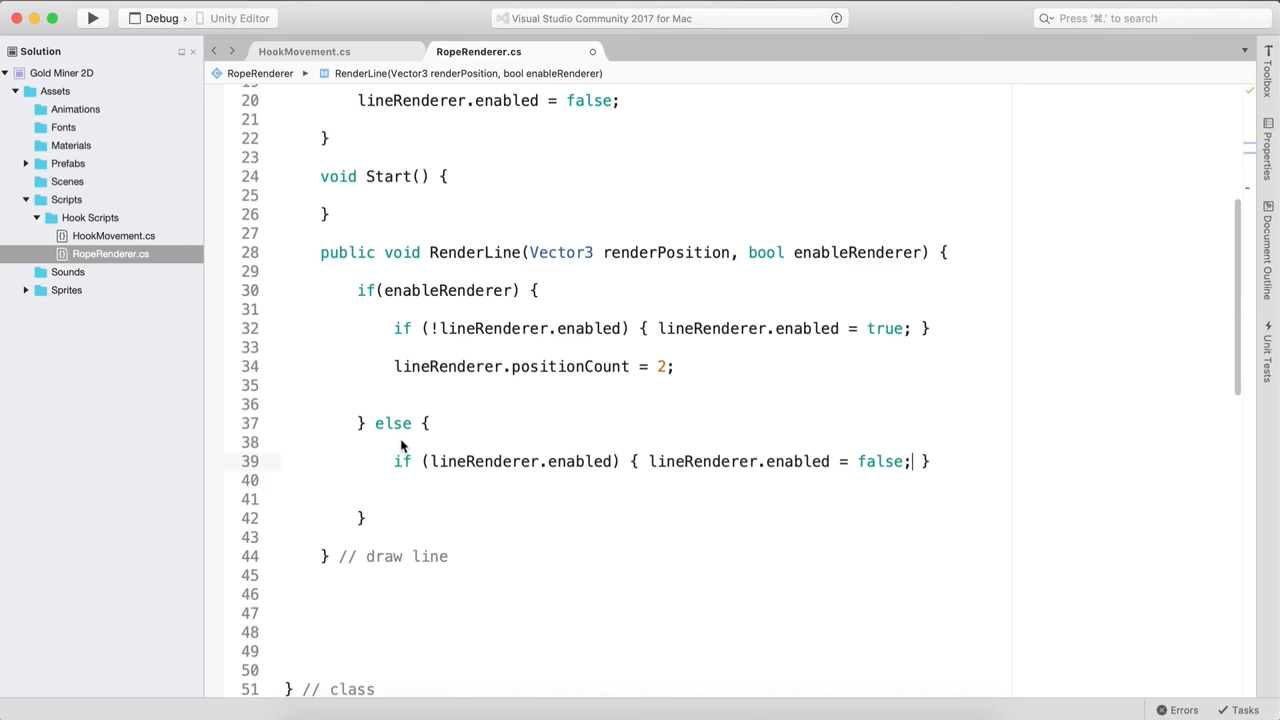 Debug
Unity Editor
Visual Studio Community 2017 for Mac
Press '⌘.' to search
Solution
HookMovement.cs
RopeRenderer.cs
Gold Miner 2D
RopeRenderer
RenderLine(Vector3 renderPosition, bool enableRenderer)
Assets
Animations
Fonts
Materials
Prefabs
Scenes
Scripts
Hook Scripts
HookMovement.cs
RopeRenderer.cs
Sounds
Sprites
19
20 lineRenderer.enabled = false;
21
22 }
23
24 void Start() {
25
26 }
27
28 public void RenderLine(Vector3 renderPosition, bool enableRenderer) {
29
30 if(enableRenderer) {
31
32 if (!lineRenderer.enabled) { lineRenderer.enabled = true; }
33
34 lineRenderer.positionCount = 2;
35
36
37 } else {
38
39 if (lineRenderer.enabled) { lineRenderer.enabled = false; }
40
41
42 }
43
44 } // draw line
45
46
47
48
49
50
51 } // class
Toolbox
Properties
Document Outline
Unit Tests
Errors
Tasks